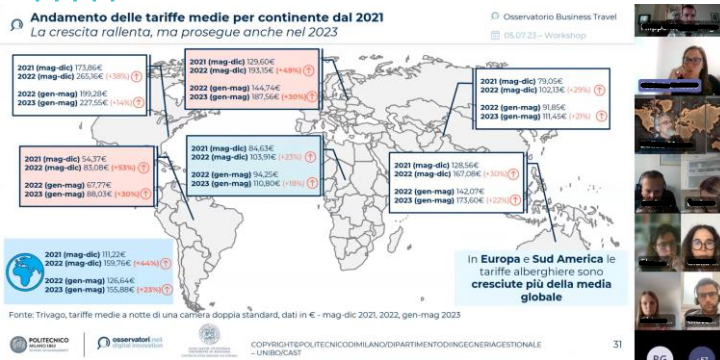 Andamento delle tariffe medie per continente dal 2021
La crescita rallenta, ma prosegue anche nel 2023
Osservatorio Business Travel
05.07.23 – Workshop
2021 (mag-dic) 173,86€
2022 (mag-dic) 265,16€ (+38%)
2022 (gen-mag) 199,28€
2023 (gen-mag) 227,55€ (+14%)
2021 (mag-dic) 129,60€
2022 (mag-dic) 193,15€ (+49%)
2022 (gen-mag) 144,74€
2023 (gen-mag) 187,56€ (+30%)
2021 (mag-dic) 79,05€
2022 (mag-dic) 102,13€ (+29%)
2022 (gen-mag) 91,85€
2023 (gen-mag) 111,45€ (+21%)
2021 (mag-dic) 54,37€
2022 (mag-dic) 83,08€ (+53%)
2022 (gen-mag) 67,77€
2023 (gen-mag) 88,03€ (+30%)
2021 (mag-dic) 84,63€
2022 (mag-dic) 103,91€ (+23%)
2022 (gen-mag) 94,25€
2023 (gen-mag) 110,80€ (+18%)
2021 (mag-dic) 128,56€
2022 (mag-dic) 167,08€ (+30%)
2022 (gen-mag) 142,07€
2023 (gen-mag) 173,60€ (+22%)
2021 (mag-dic) 111,22€
2022 (mag-dic) 159,76€ (+44%)
2022 (gen-mag) 126,64€
2023 (gen-mag) 155,88€ (+23%)
In Europa e Sud America le
tariffe alberghiere sono
cresciute più della media
globale
Fonte: Trivago, tariffe medie a notte di una camera doppia standard, dati in € - mag-dic 2021, 2022, gen-mag 2023
POLITECNICO
MILANO 1863
osservatori.net
digital innovation
COPYRIGHT©POLITECNICODIMILANO/DIPARTIMENTODIINGEGNERIAGESTIONALE
– UNIBO/CAST
31